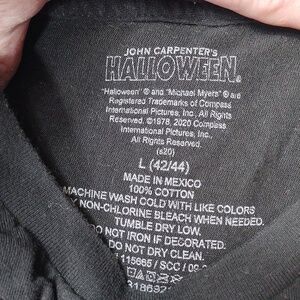 JOHN CARPENTER'S
HALLOWEEN®
"Halloween" ® and "Michael Myers" ® are
Registered Trademarks of Compass
International Pictures, Inc., All Rights
Reserved. ©1978, 2020 Compass
International Pictures, Inc.
All Rights Reserved.
(s20)
L (42/44)
MADE IN MEXICO
100% COTTON
MACHINE WASH COLD WITH LIKE COLORS
NON-CHLORINE BLEACH WHEN NEEDED.
TUMBLE DRY LOW.
DO NOT IRON IF DECORATED.
DO NOT DRY CLEAN.
115665 / SCC /